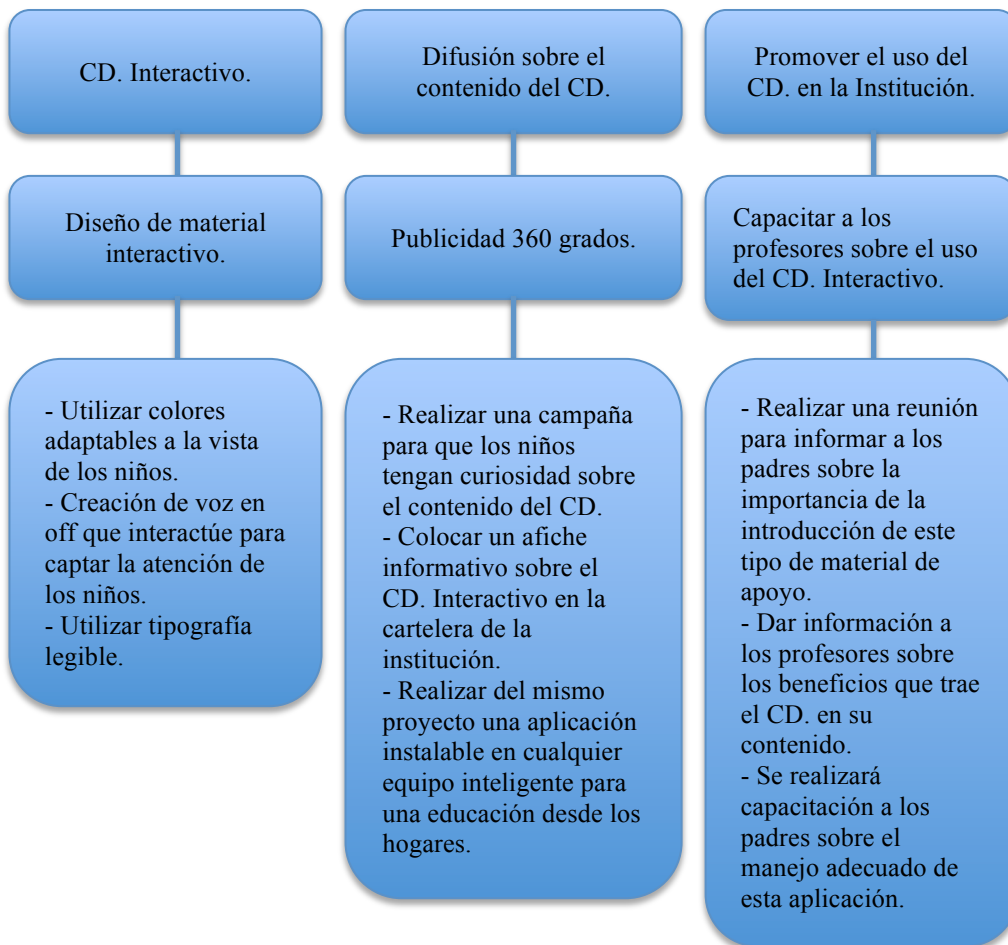 CD. Interactivo.
Diseño de material
interactivo.
- Utilizar colores
adaptables a la vista
de los niños.
- Creación de voz en
off que interactúe para
captar la atención de
los niños.
- Utilizar tipografía
legible.
Difusión sobre el
contenido del CD.
Publicidad 360 grados.
- Realizar una campaña
para que los niños
tengan curiosidad sobre
el contenido del CD.
- Colocar un afiche
informativo sobre el
CD. Interactivo en la
cartelera de la
institución.
- Realizar del mismo
proyecto una aplicación
instalable en cualquier
equipo inteligente para
una educación desde los
hogares.
Promover el uso del
CD. en la Institución.
Capacitar a los
profesores sobre el uso
del CD. Interactivo.
- Realizar una reunión
para informar a los
padres sobre la
importancia de la
introducción de este
tipo de material de
apoyo.
- Dar información a
los profesores sobre
los beneficios que trae
el CD. en su
contenido.
- Se realizará
capacitación a los
padres sobre el
manejo adecuado de
esta aplicación.